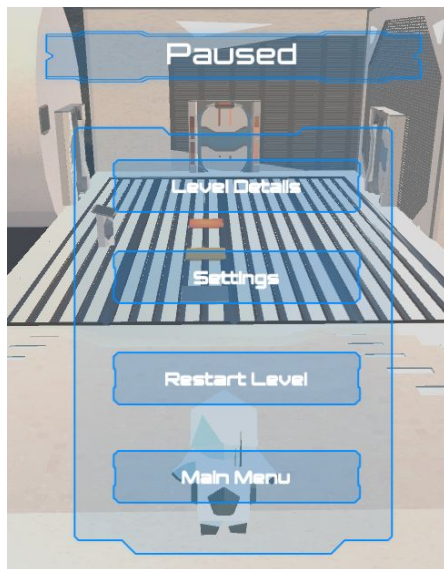 Paused
Level Details
Settings
Restart Level
Main Menu